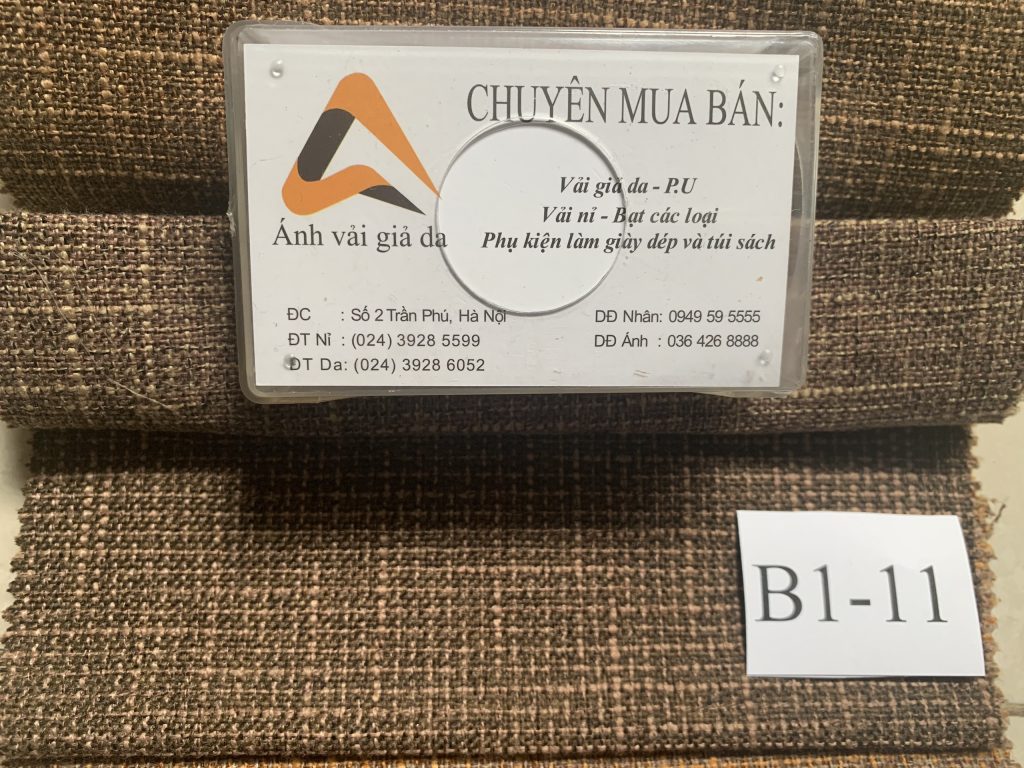 CHUYÊN MUA BÁN:
Vải giả da - P.U
Vải nỉ - Bạt các loại
Phụ kiện làm giày dép và túi sách
Ánh vải giả da
ĐC : Số 2 Trần Phú, Hà Nội
ĐT Nỉ : (024) 3928 5599
ĐT Da: (024) 3928 6052
DĐ Nhân: 0949 59 5555
DĐ Ánh : 036 426 8888
B1-11